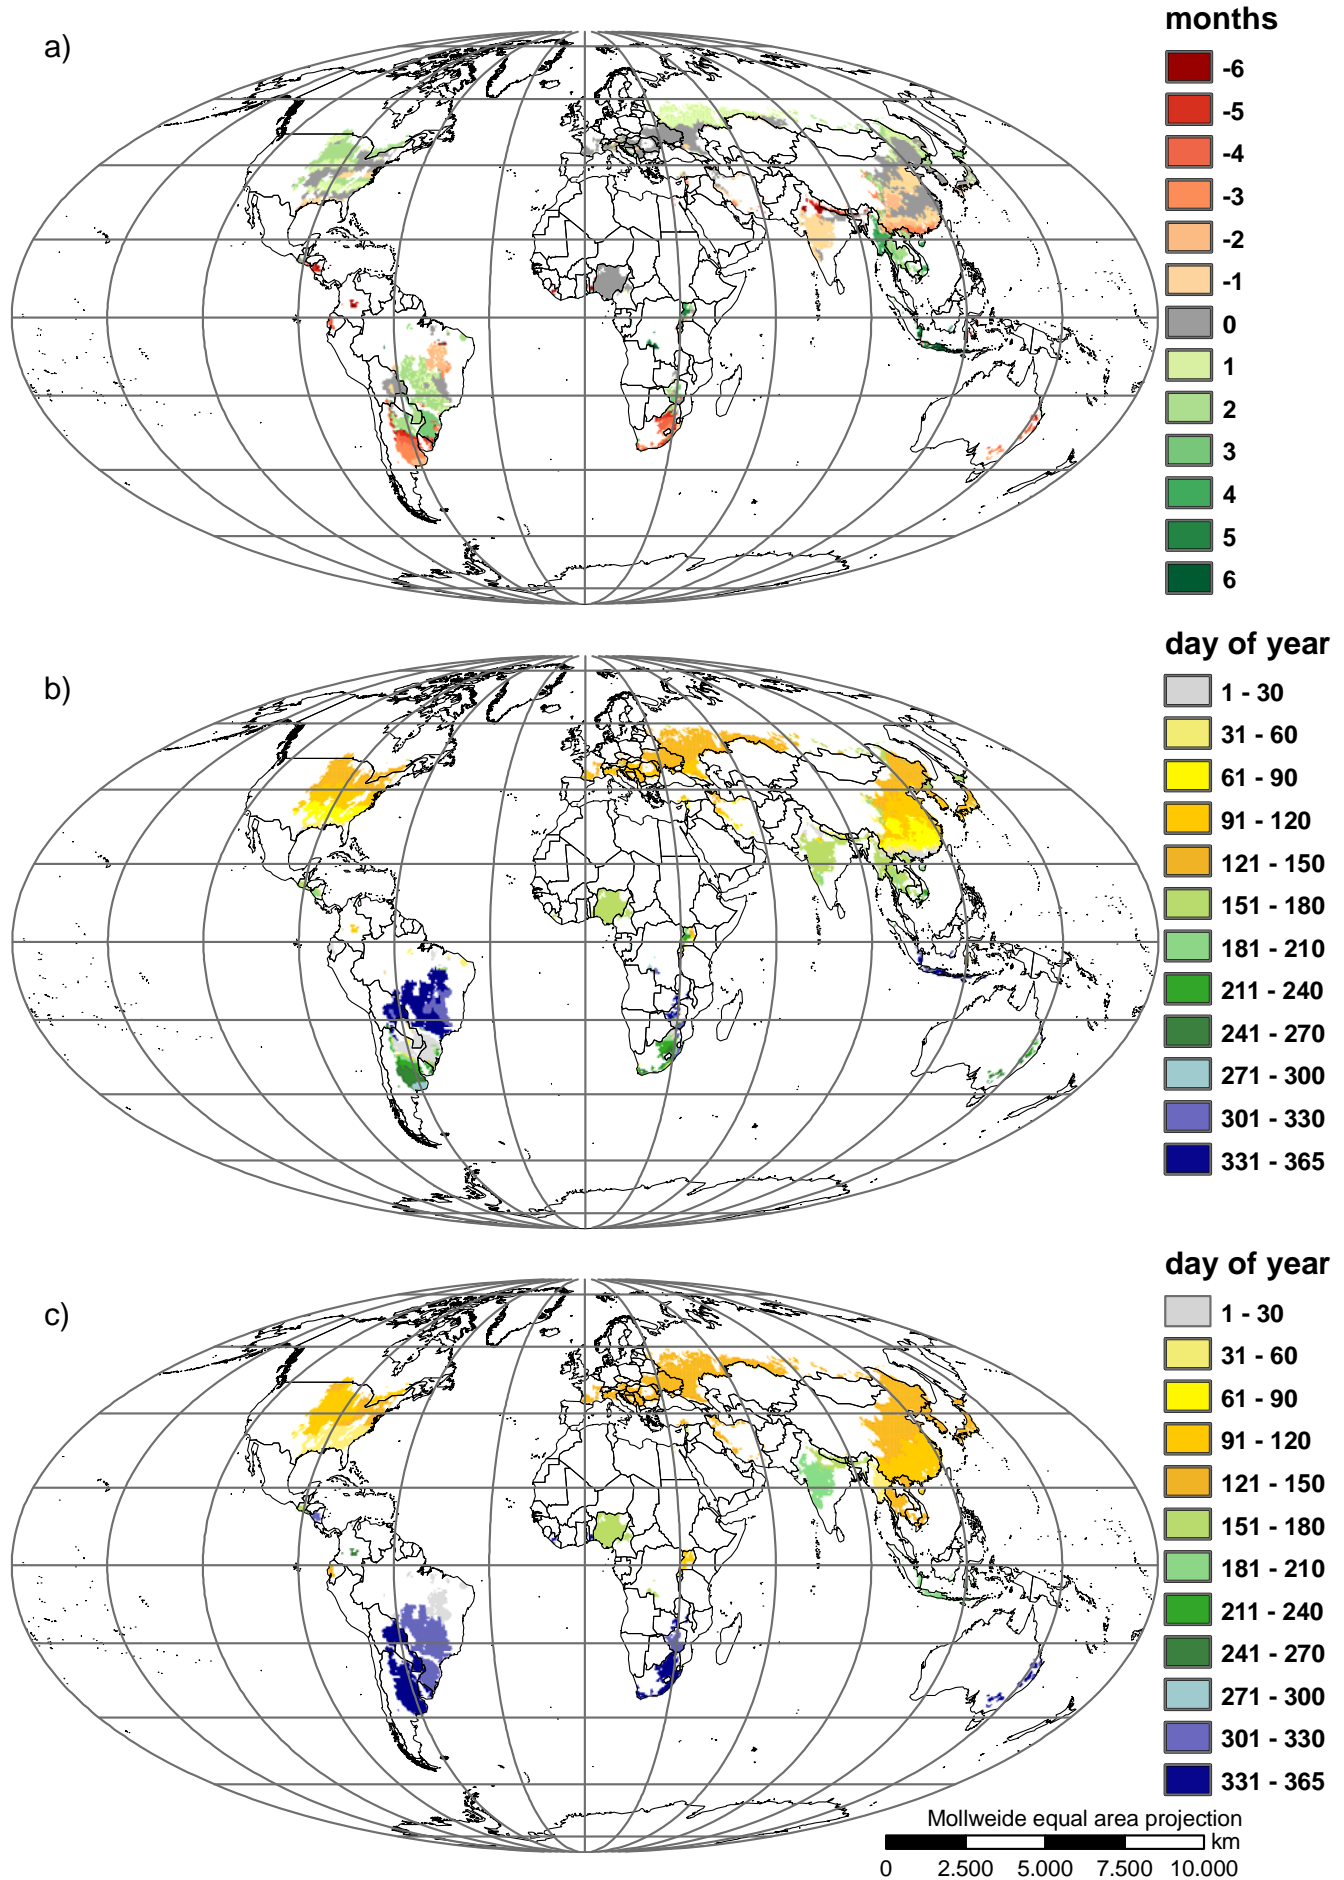 a)
months
-6
-5
-4
-3
-2
-1
0
1
2
3
4
5
6
b)
day of year
1 - 30
31 - 60
61 - 90
91 - 120
121 - 150
151 - 180
181 - 210
211 - 240
241 - 270
271 - 300
301 - 330
331 - 365
c)
day of year
1 - 30
31 - 60
61 - 90
91 - 120
121 - 150
151 - 180
181 - 210
211 - 240
241 - 270
271 - 300
301 - 330
331 - 365
Mollweide equal area projection
km
0 2.500 5.000 7.500 10.000